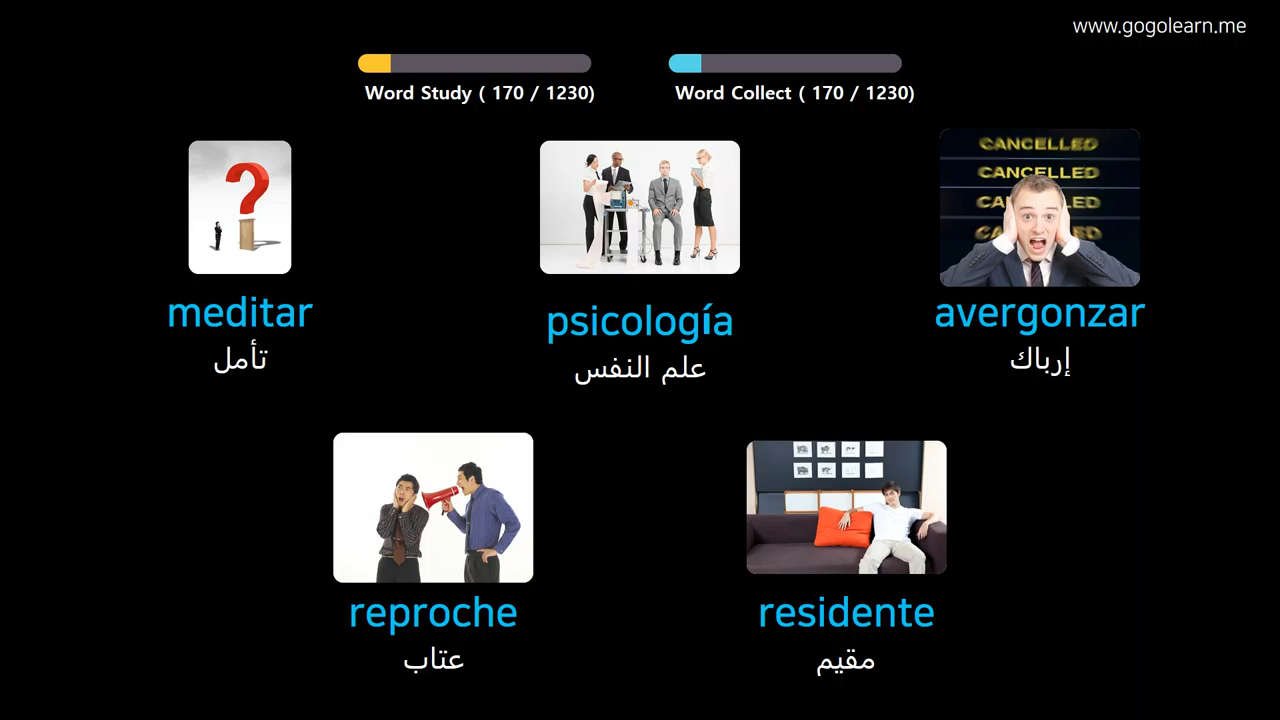 www.gogolearn.me
Word Study ( 170 / 1230)
Word Collect ( 170 / 1230)
CANCELLED
CANCELLED
meditar
تأمل
psicología
علم النفس
avergonzar
إرباك
reproche
عتاب
residente
مقيم